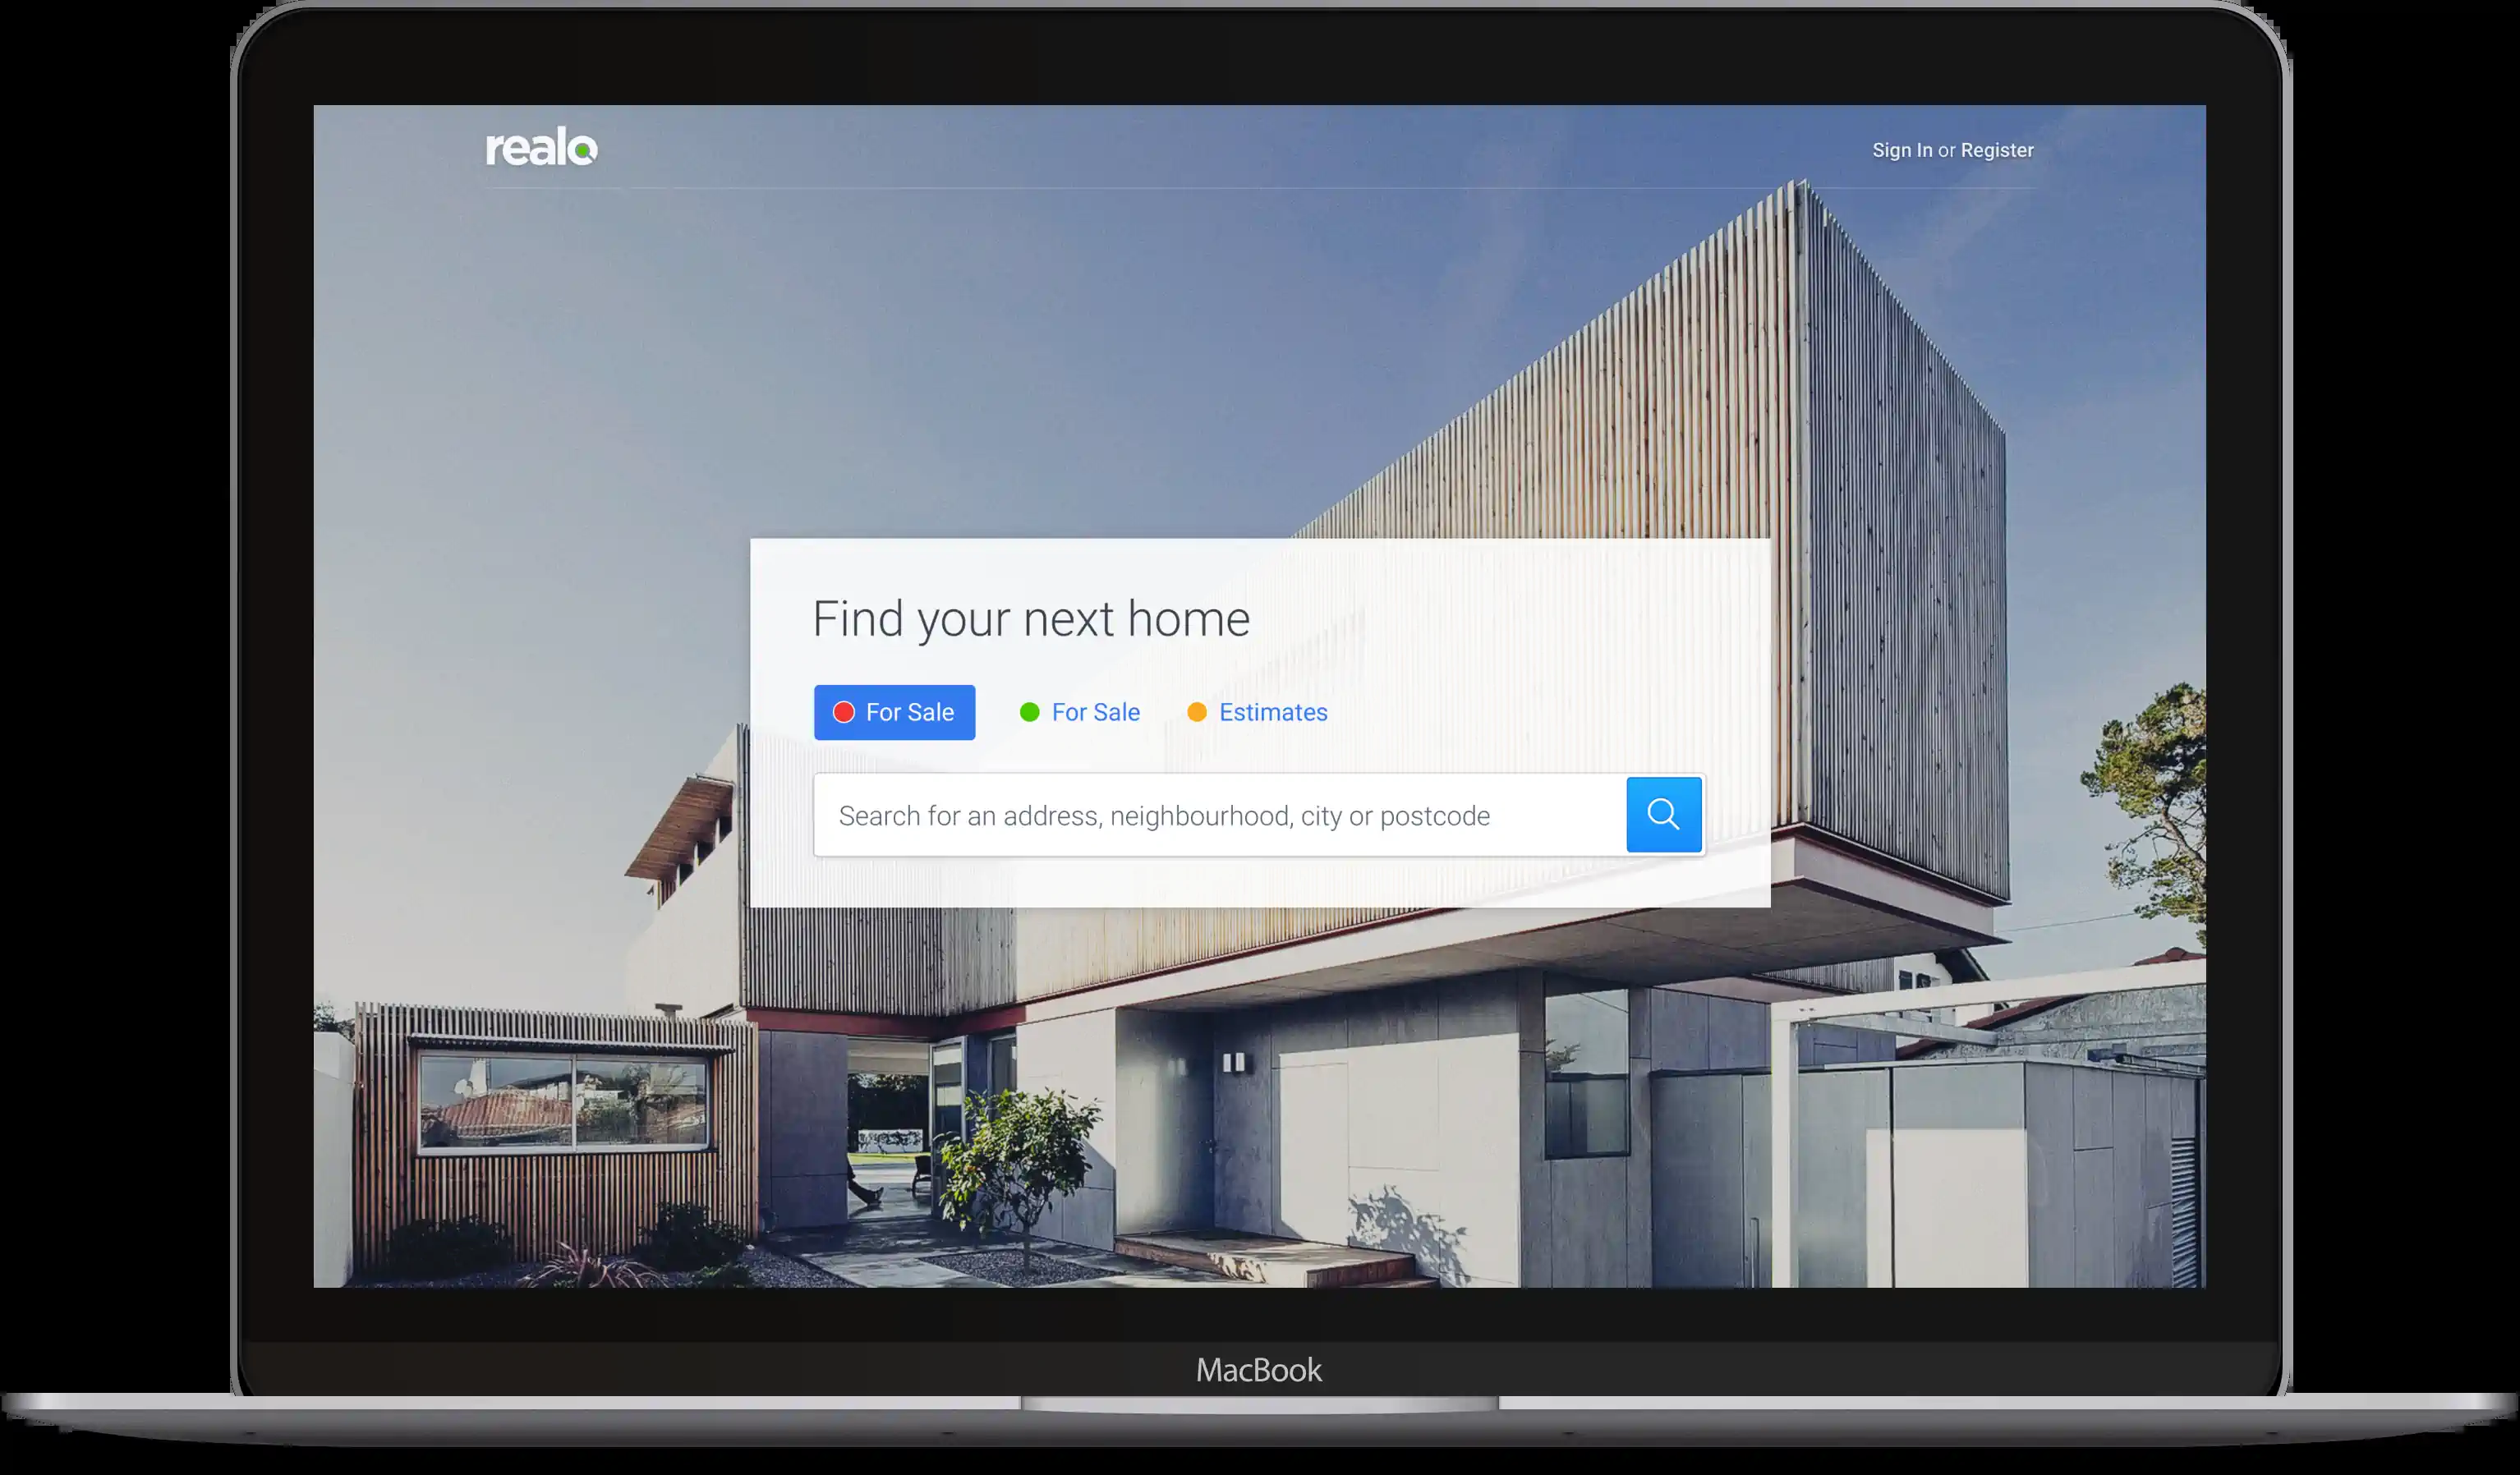 realo
Sign In or Register
Find your next home
For Sale
For Sale
Estimates
Search for an address, neighbourhood, city or postcode
MacBook